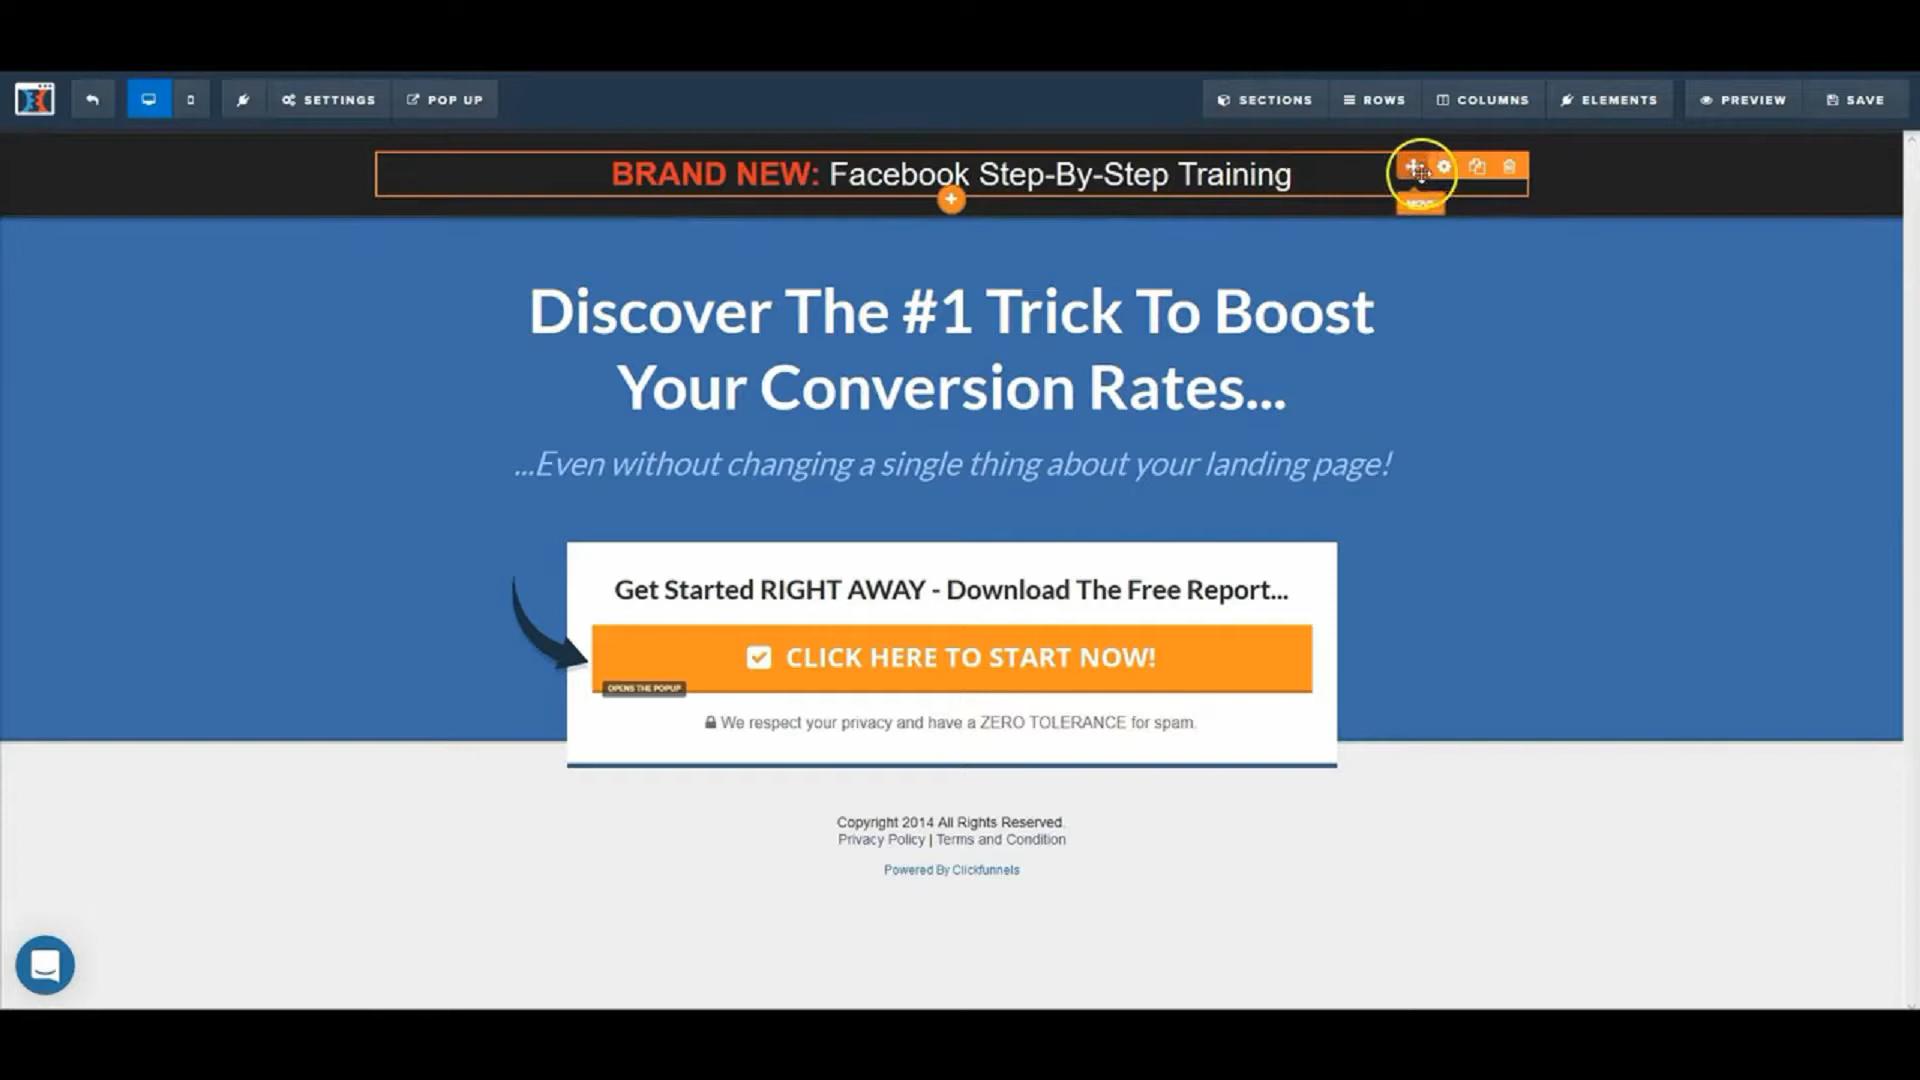 SETTINGS
POP UP
SECTIONS
ROWS
COLUMNS
ELEMENTS
PREVIEW
SAVE
BRAND NEW: Facebook Step-By-Step Training
MOVE
Discover The #1 Trick To Boost
Your Conversion Rates...
...Even without changing a single thing about your landing page!
Get Started RIGHT AWAY - Download The Free Report...
CLICK HERE TO START NOW!
OPENS THE POPUP
We respect your privacy and have a ZERO TOLERANCE for spam.
Copyright 2014 All Rights Reserved.
Privacy Policy | Terms and Condition
Powered By Clickfunnels